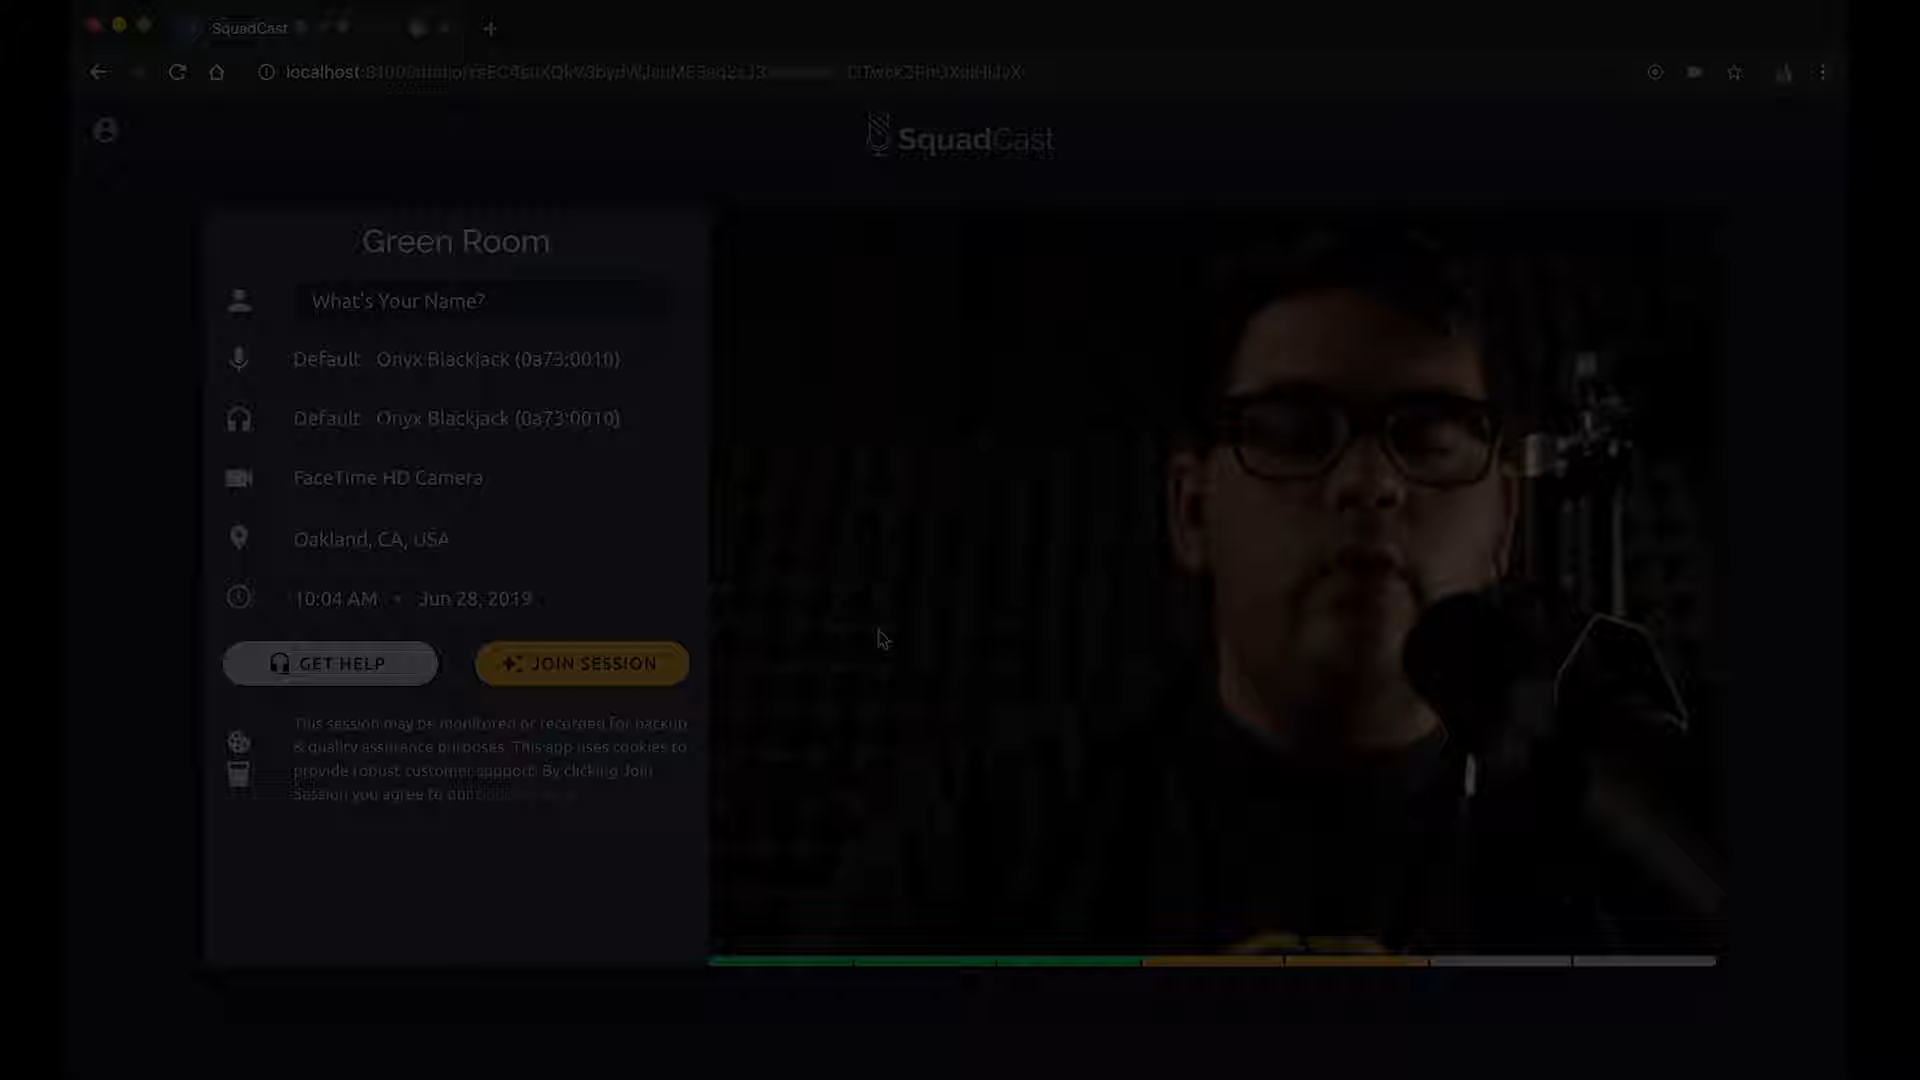 SquadCast
localhost
SquadCast
Green Room
What's Your Name?
Default Onyx Blackjack (0a73:0010)
Default Onyx Blackjack (0a73:0010)
FaceTime HD Camera
Oakland, CA, USA
10:04 AM • Jun 28, 2019
GET HELP
JOIN SESSION
This session may be monitored or recorded for backup
& quality assurance purposes. This app uses cookies to
provide robust customer support. By clicking Join
Session you agree to our